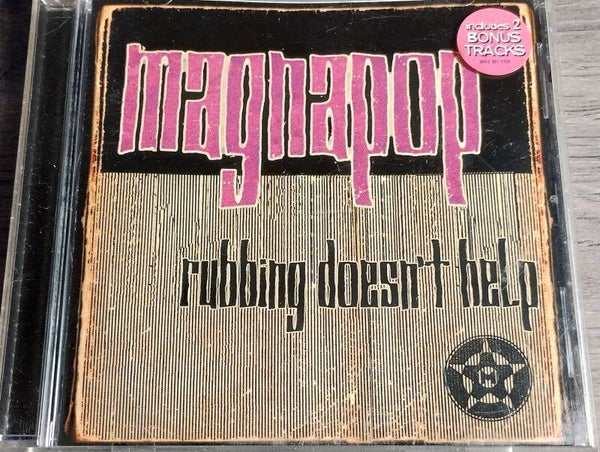 magnapop
includes 2
BONUS
TRACKS
rubbing doesn't help